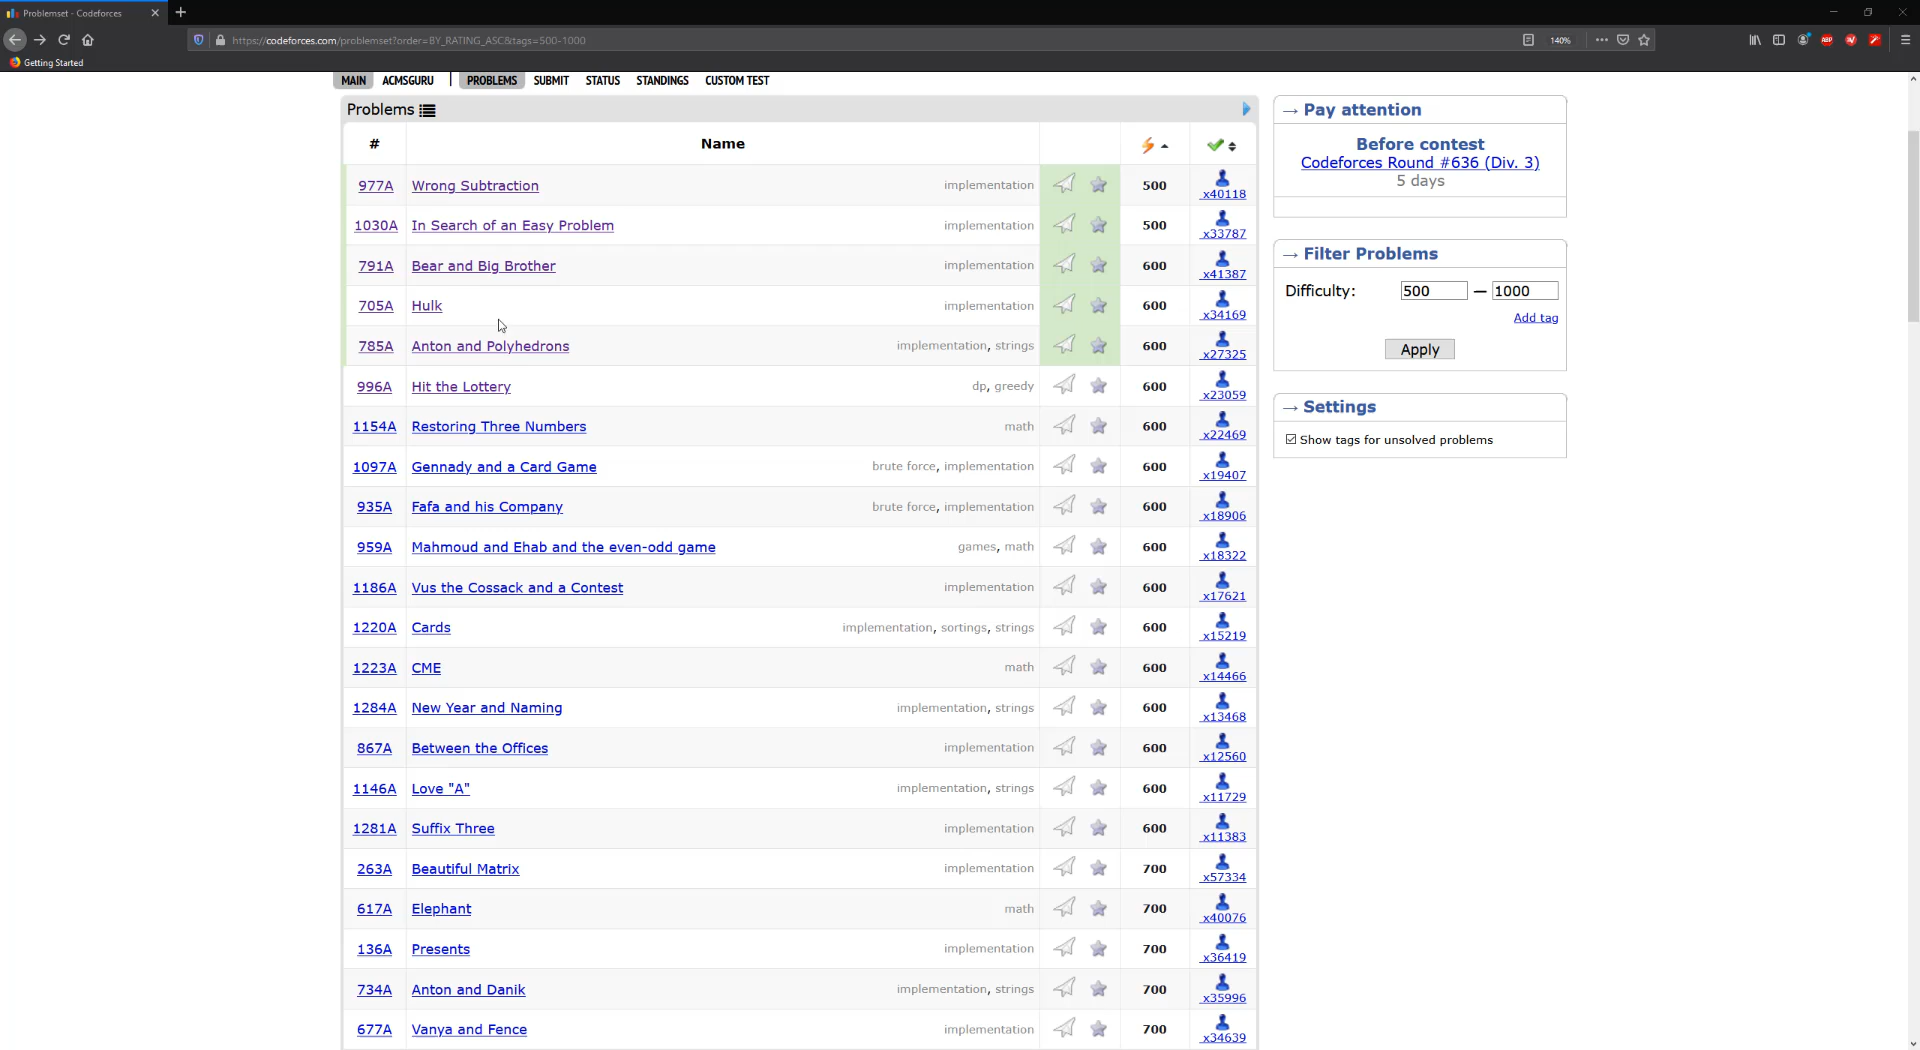 Problemset - Codeforces
https://codeforces.com/problemset?order=BY_RATING_ASC&tags=500-1000
140%
ABP
Getting Started
MAIN ACMSGURU | PROBLEMS SUBMIT STATUS STANDINGS CUSTOM TEST
Problems
# Name
977A Wrong Subtraction implementation 500 x40118
1030A In Search of an Easy Problem implementation 500 x33787
791A Bear and Big Brother implementation 600 x41387
705A Hulk implementation 600 x34169
785A Anton and Polyhedrons implementation, strings 600 x27325
996A Hit the Lottery dp, greedy 600 x23059
1154A Restoring Three Numbers math 600 x22469
1097A Gennady and a Card Game brute force, implementation 600 x19407
935A Fafa and his Company brute force, implementation 600 x18906
959A Mahmoud and Ehab and the even-odd game games, math 600 x18322
1186A Vus the Cossack and a Contest implementation 600 x17621
1220A Cards implementation, sortings, strings 600 x15219
1223A CME math 600 x14466
1284A New Year and Naming implementation, strings 600 x13468
867A Between the Offices implementation 600 x12560
1146A Love "A" implementation, strings 600 x11729
1281A Suffix Three implementation 600 x11383
263A Beautiful Matrix implementation 700 x57334
617A Elephant math 700 x40076
136A Presents implementation 700 x36419
734A Anton and Danik implementation, strings 700 x35996
677A Vanya and Fence implementation 700 x34639
→ Pay attention
Before contest
Codeforces Round #636 (Div. 3)
5 days
→ Filter Problems
Difficulty: 500 — 1000
Add tag
Apply
→ Settings
Show tags for unsolved problems